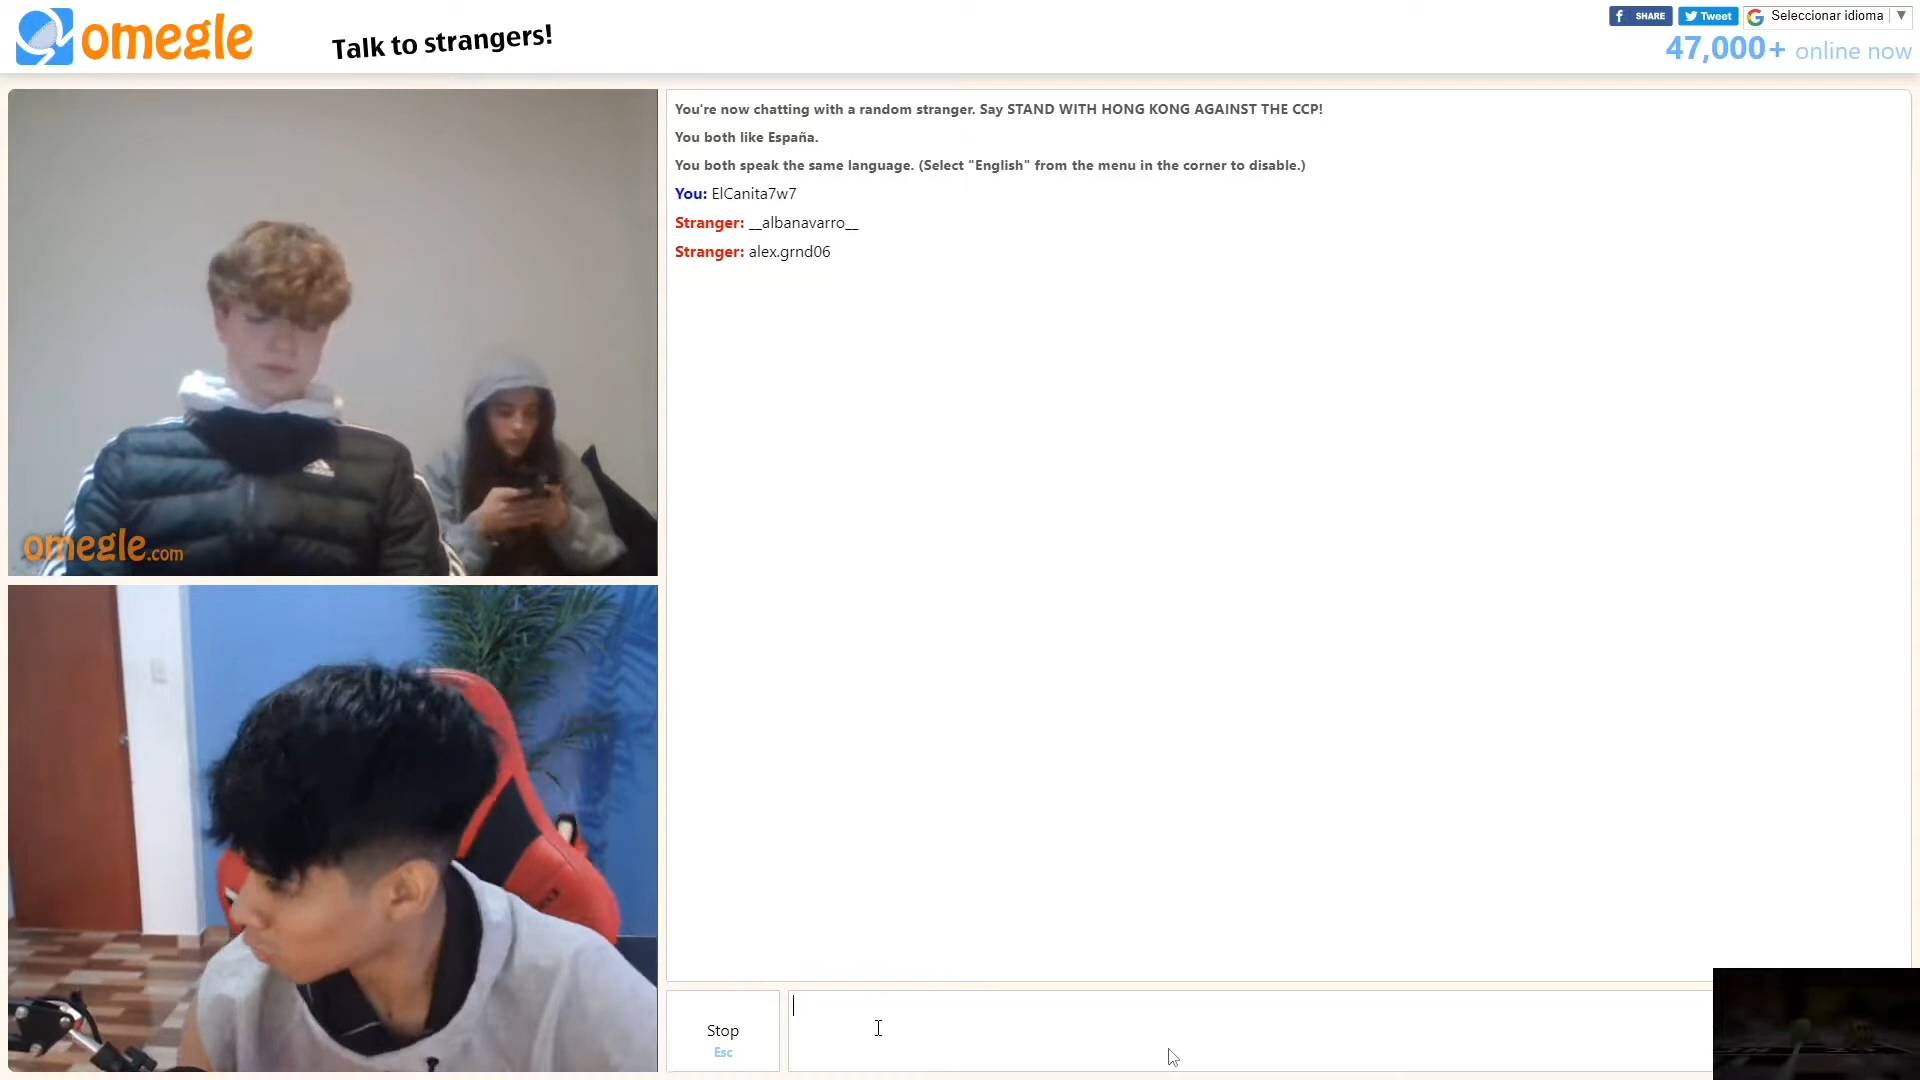 omegle
Talk to strangers!
SHARE
Tweet
Seleccionar idioma
47,000+ online now
You're now chatting with a random stranger. Say STAND WITH HONG KONG AGAINST THE CCP!
You both like España.
You both speak the same language. (Select "English" from the menu in the corner to disable.)
You: ElCanita7w7
Stranger: __albanavarro__
Stranger: alex.grnd06
omegle.com
Stop
Esc